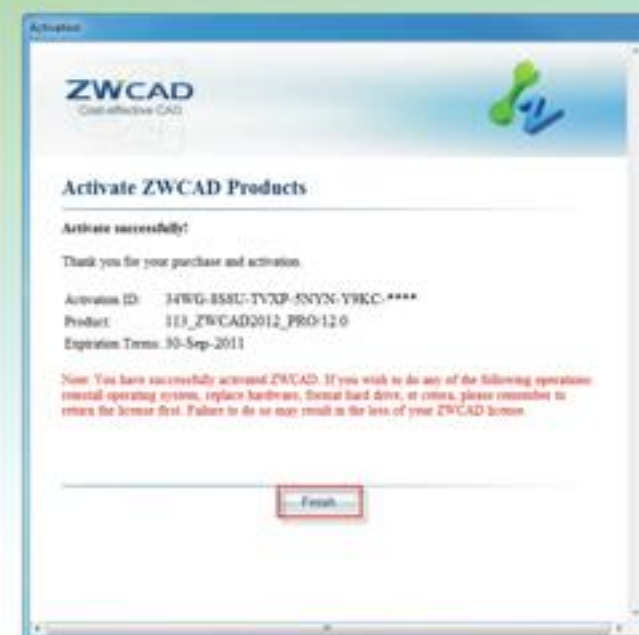 Activation
ZWCAD
Cost-effective CAD
Activate ZWCAD Products
Activate successfully!
Thank you for your purchase and activation.
Activation ID: 34WG-8S8U-TVXP-5NYN-Y9KC-****
Product: 113_ZWCAD2012_PRO/12.0
Expiration Terms: 30-Sep-2011
Note: You have successfully activated ZWCAD. If you wish to do any of the following operations:
reinstall operating system, replace hardware, format hard drive, or return, please remember to
return the license first. Failure to do so may result in the loss of your ZWCAD license.
Finish